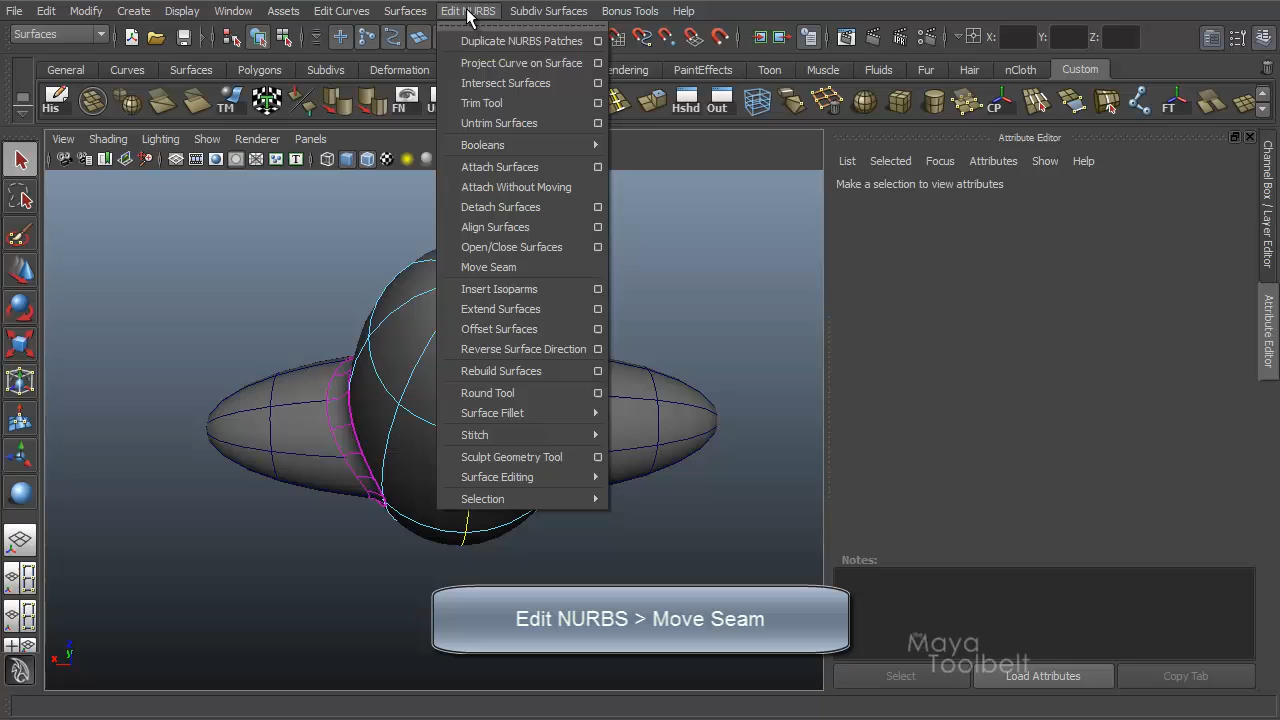 File Edit Modify Create Display Window Assets Edit Curves Surfaces Edit NURBS Subdiv Surfaces Bonus Tools Help
Surfaces X: Y: Z:
General Curves Surfaces Polygons Subdivs Deformation PaintEffects Toon Muscle Fluids Fur Hair nCloth Custom
His TM FN Hshd Out CP FT
View Shading Lighting Show Renderer Panels
Duplicate NURBS Patches
Project Curve on Surface
Intersect Surfaces
Trim Tool
Untrim Surfaces
Booleans
Attach Surfaces
Attach Without Moving
Detach Surfaces
Align Surfaces
Open/Close Surfaces
Move Seam
Insert Isoparms
Extend Surfaces
Offset Surfaces
Reverse Surface Direction
Rebuild Surfaces
Round Tool
Surface Fillet
Stitch
Sculpt Geometry Tool
Surface Editing
Selection
Attribute Editor
List Selected Focus Attributes Show Help
Make a selection to view attributes
Channel Box / Layer Editor
Attribute Editor
Notes:
Select Load Attributes Copy Tab
Edit NURBS > Move Seam
the Maya
Toolbelt
x y z